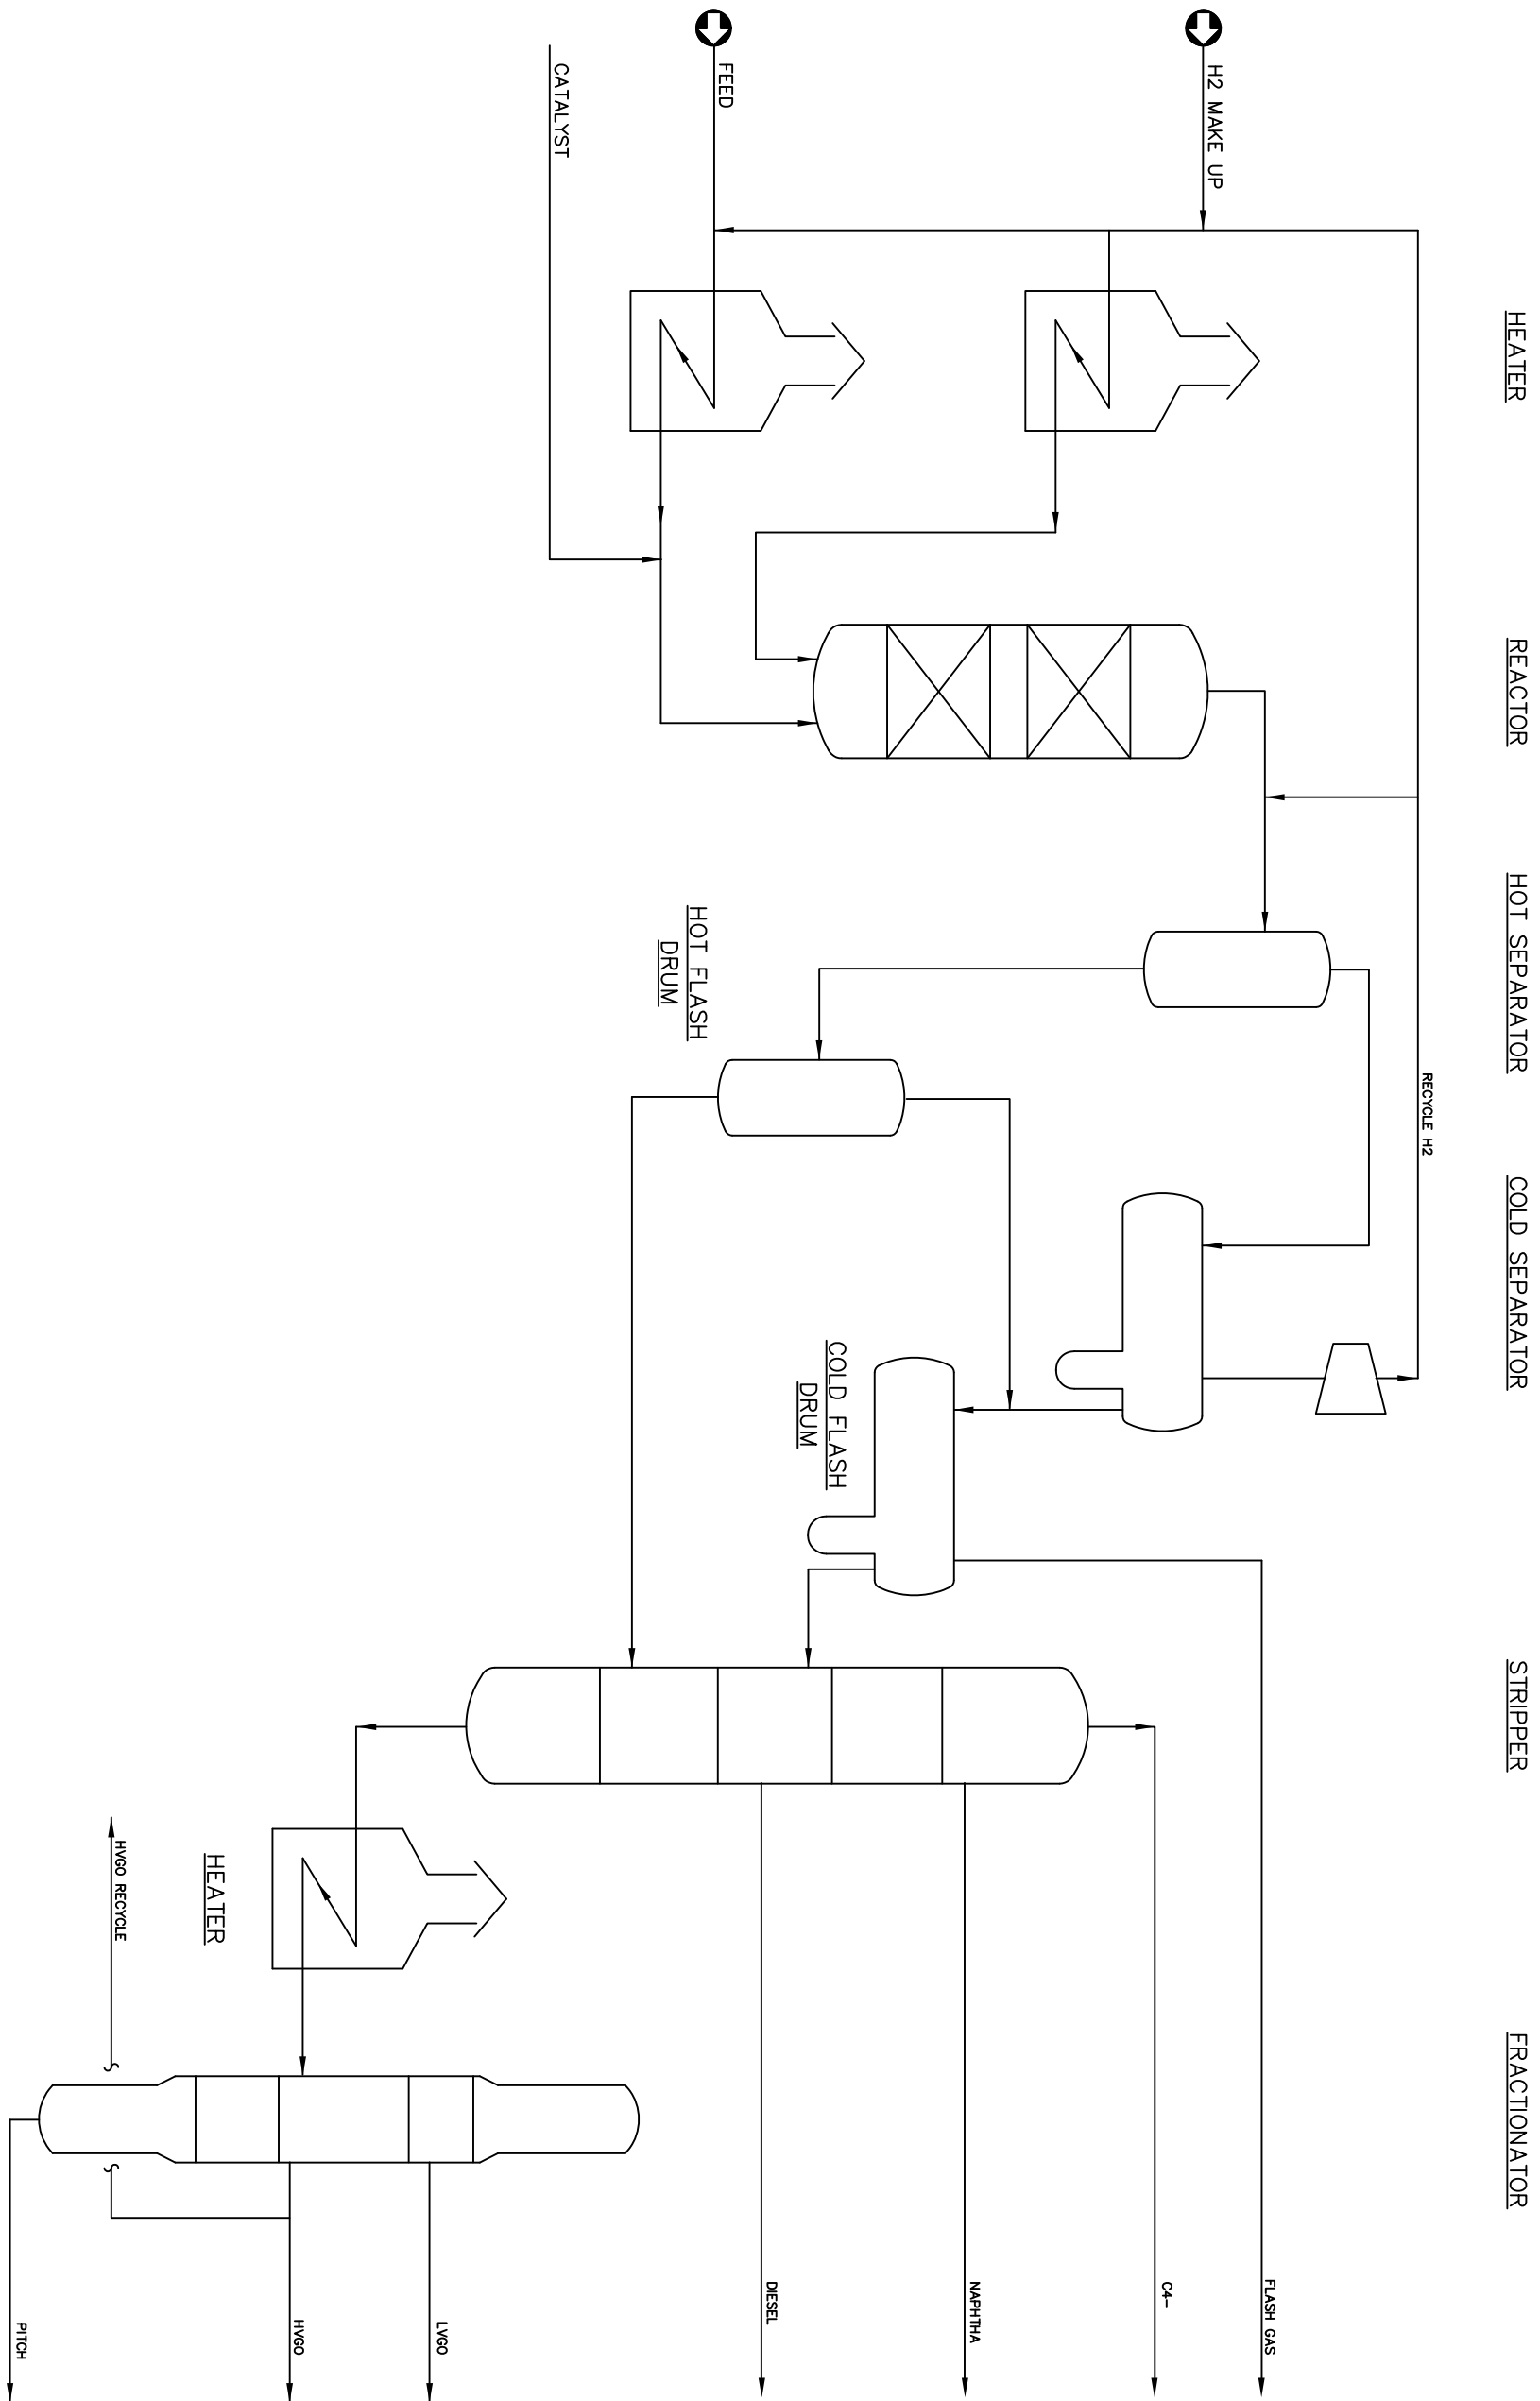 HEATER
REACTOR
HOT SEPARATOR
COLD SEPARATOR
STRIPPER
FRACTIONATOR
RECYCLE H2
H2 MAKE UP
FLASH GAS
C4–
NAPHTHA
COLD FLASH
DRUM
DIESEL
FEED
HOT FLASH
DRUM
CATALYST
LVGO
HVGO
HEATER
HVGO RECYCLE
PITCH